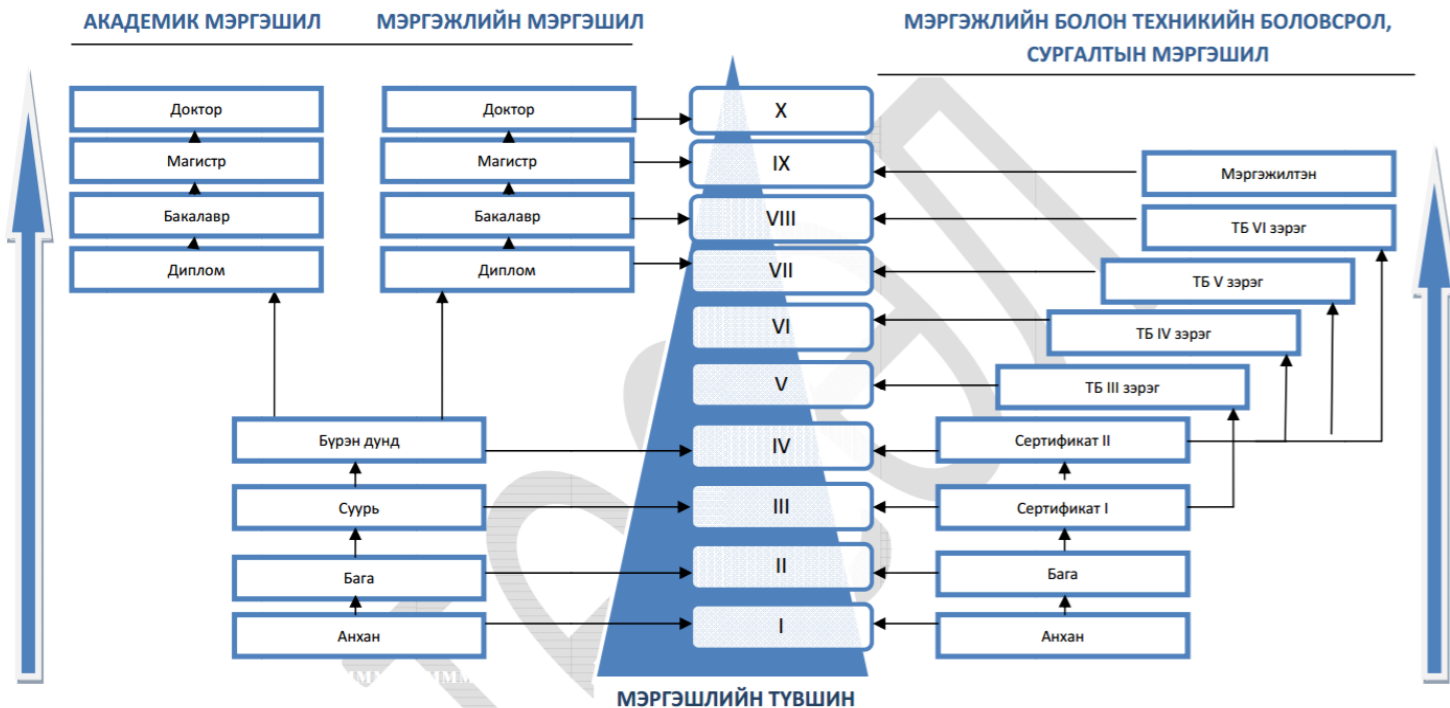 АКАДЕМИК МЭРГЭШИЛ
МЭРГЭЖЛИЙН МЭРГЭШИЛ
МЭРГЭЖЛИЙН БОЛОН ТЕХНИКИЙН БОЛОВСРОЛ,
СУРГАЛТЫН МЭРГЭШИЛ
Доктор
Магистр
Бакалавр
Диплом
Доктор
Магистр
Бакалавр
Диплом
Бүрэн дунд
Суурь
Бага
Анхан
X
IX
VIII
VII
VI
V
IV
III
II
I
Мэргэжилтэн
ТБ VI зэрэг
ТБ V зэрэг
ТБ IV зэрэг
ТБ III зэрэг
Сертификат II
Сертификат I
Бага
Анхан
МЭРГЭШЛИЙН ТҮВШИН